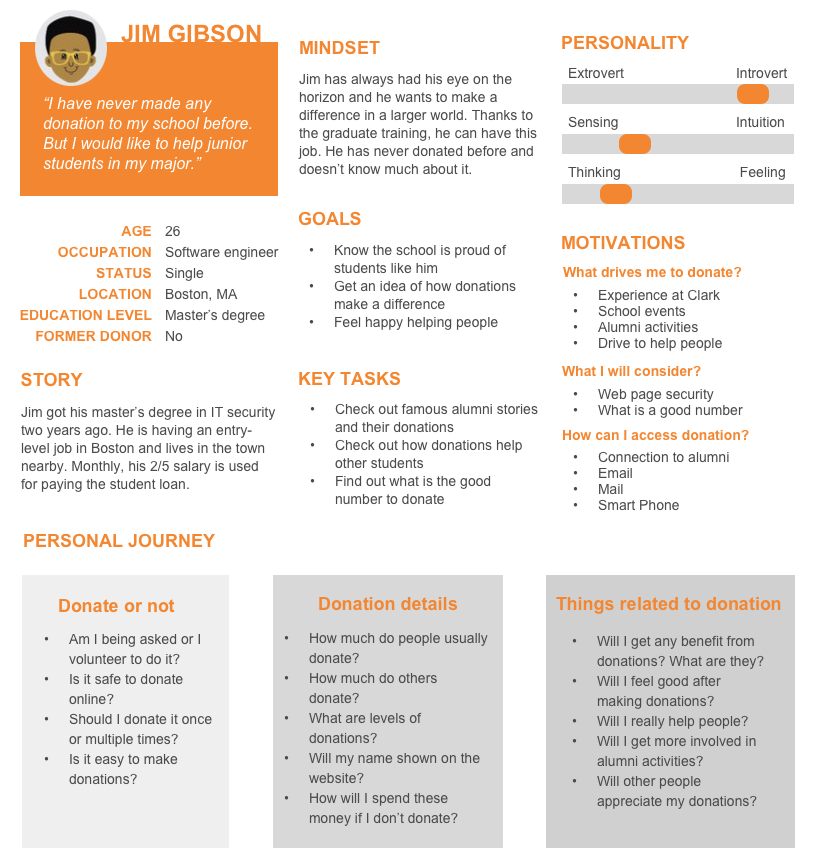 JIM GIBSON
“I have never made any
donation to my school before.
But I would like to help junior
students in my major.”
AGE 26
OCCUPATION Software engineer
STATUS Single
LOCATION Boston, MA
EDUCATION LEVEL Master’s degree
FORMER DONOR No
STORY
Jim got his master’s degree in IT security
two years ago. He is having an entry-
level job in Boston and lives in the town
nearby. Monthly, his 2/5 salary is used
for paying the student loan.
MINDSET
Jim has always had his eye on the
horizon and he wants to make a
difference in a larger world. Thanks to
the graduate training, he can have this
job. He has never donated before and
doesn’t know much about it.
GOALS
• Know the school is proud of
students like him
• Get an idea of how donations
make a difference
• Feel happy helping people
KEY TASKS
• Check out famous alumni stories
and their donations
• Check out how donations help
other students
• Find out what is the good
number to donate
PERSONALITY
Extrovert Introvert
Sensing Intuition
Thinking Feeling
MOTIVATIONS
What drives me to donate?
• Experience at Clark
• School events
• Alumni activities
• Drive to help people
What I will consider?
• Web page security
• What is a good number
How can I access donation?
• Connection to alumni
• Email
• Mail
• Smart Phone
PERSONAL JOURNEY
Donate or not
• Am I being asked or I
volunteer to do it?
• Is it safe to donate
online?
• Should I donate it once
or multiple times?
• Is it easy to make
donations?
Donation details
• How much do people usually
donate?
• How much do others
donate?
• What are levels of
donations?
• Will my name shown on the
website?
• How will I spend these
money if I don’t donate?
Things related to donation
• Will I get any benefit from
donations? What are they?
• Will I feel good after
making donations?
• Will I really help people?
• Will I get more involved in
alumni activities?
• Will other people
appreciate my donations?